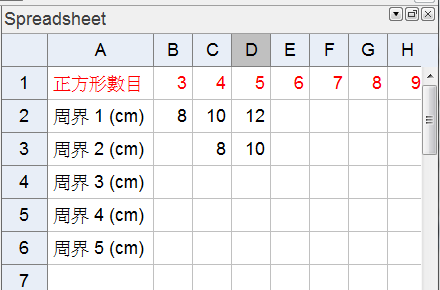 Spreadsheet
A B C D E F G H
1 正方形數目 3 4 5 6 7 8 9
2 周界 1 (cm) 8 10 12
3 周界 2 (cm) 8 10
4 周界 3 (cm)
5 周界 4 (cm)
6 周界 5 (cm)
7